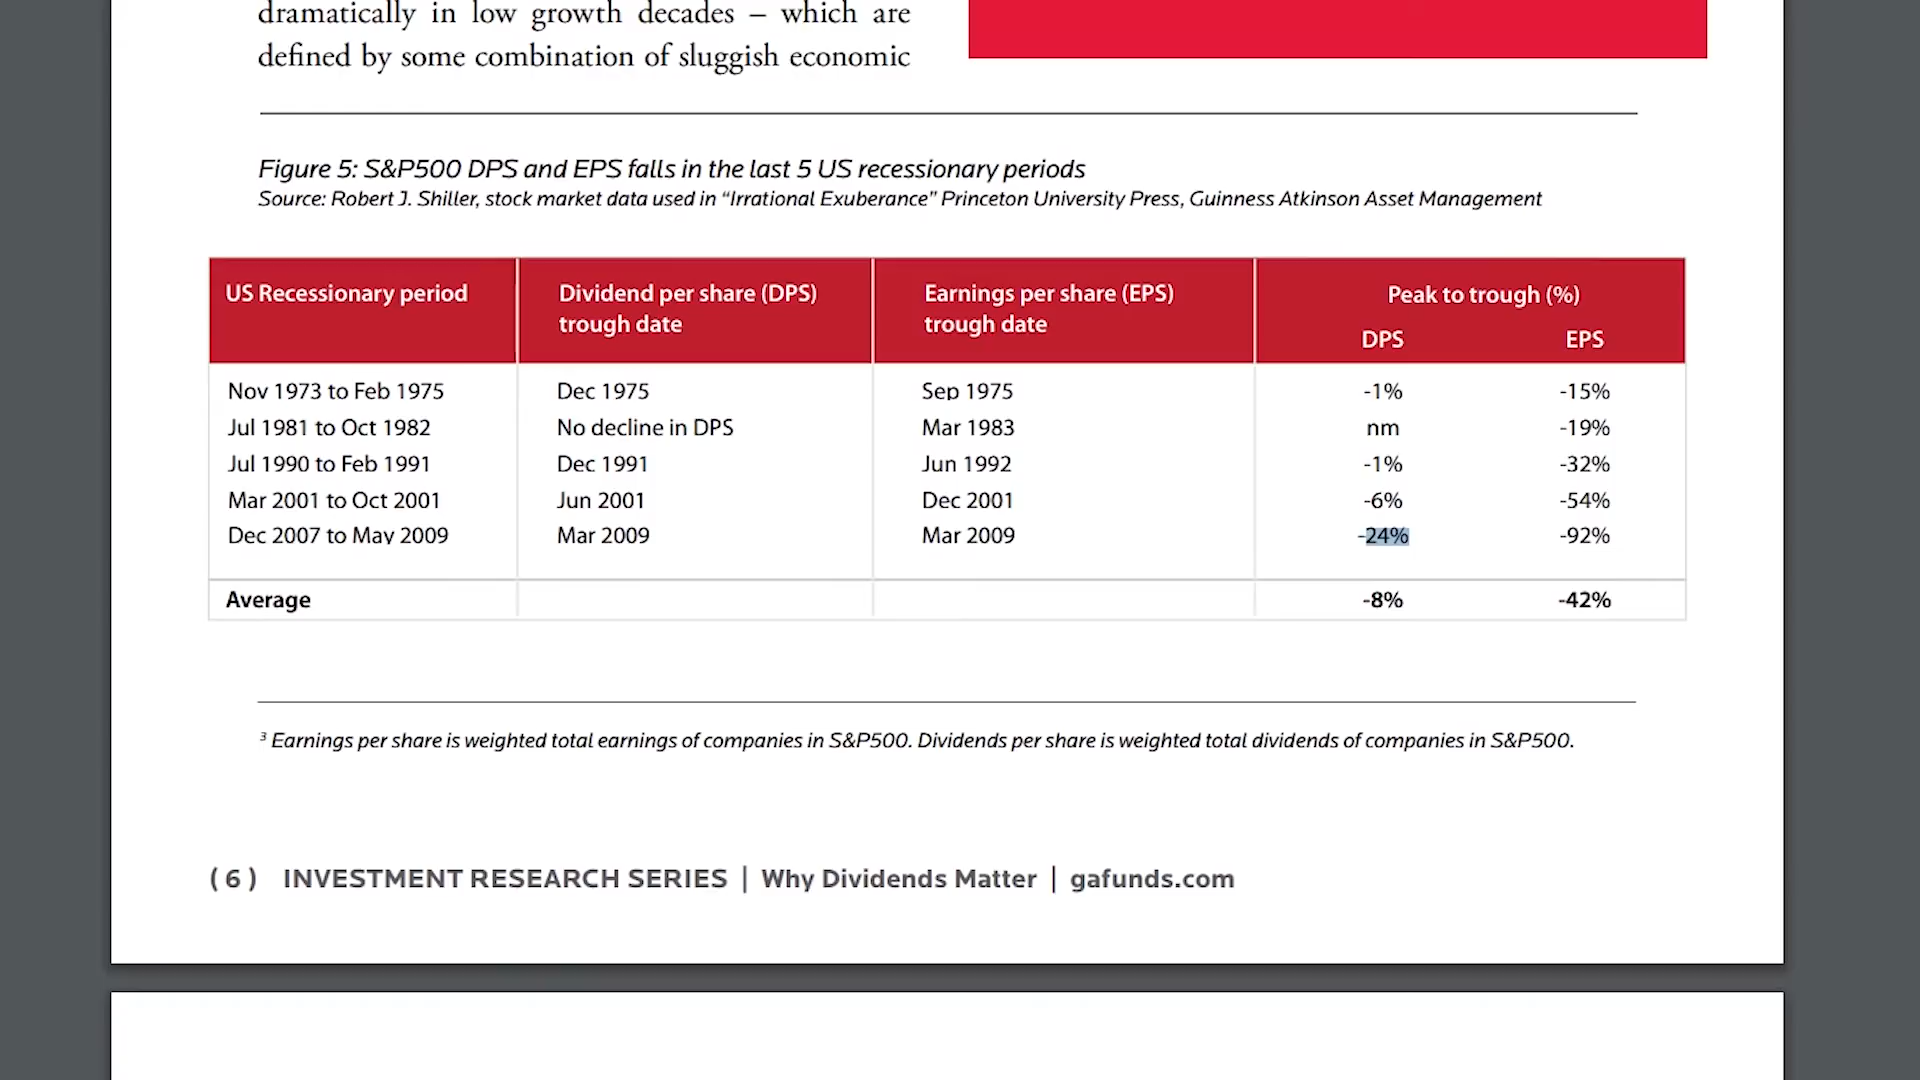 dramatically in low growth decades – which are
defined by some combination of sluggish economic
Figure 5: S&P500 DPS and EPS falls in the last 5 US recessionary periods
Source: Robert J. Shiller, stock market data used in “Irrational Exuberance” Princeton University Press, Guinness Atkinson Asset Management
US Recessionary period Dividend per share (DPS) trough date Earnings per share (EPS) trough date Peak to trough (%)
DPS EPS
Nov 1973 to Feb 1975 Dec 1975 Sep 1975 -1% -15%
Jul 1981 to Oct 1982 No decline in DPS Mar 1983 nm -19%
Jul 1990 to Feb 1991 Dec 1991 Jun 1992 -1% -32%
Mar 2001 to Oct 2001 Jun 2001 Dec 2001 -6% -54%
Dec 2007 to May 2009 Mar 2009 Mar 2009 -24% -92%
Average -8% -42%
³ Earnings per share is weighted total earnings of companies in S&P500. Dividends per share is weighted total dividends of companies in S&P500.
( 6 ) INVESTMENT RESEARCH SERIES | Why Dividends Matter | gafunds.com